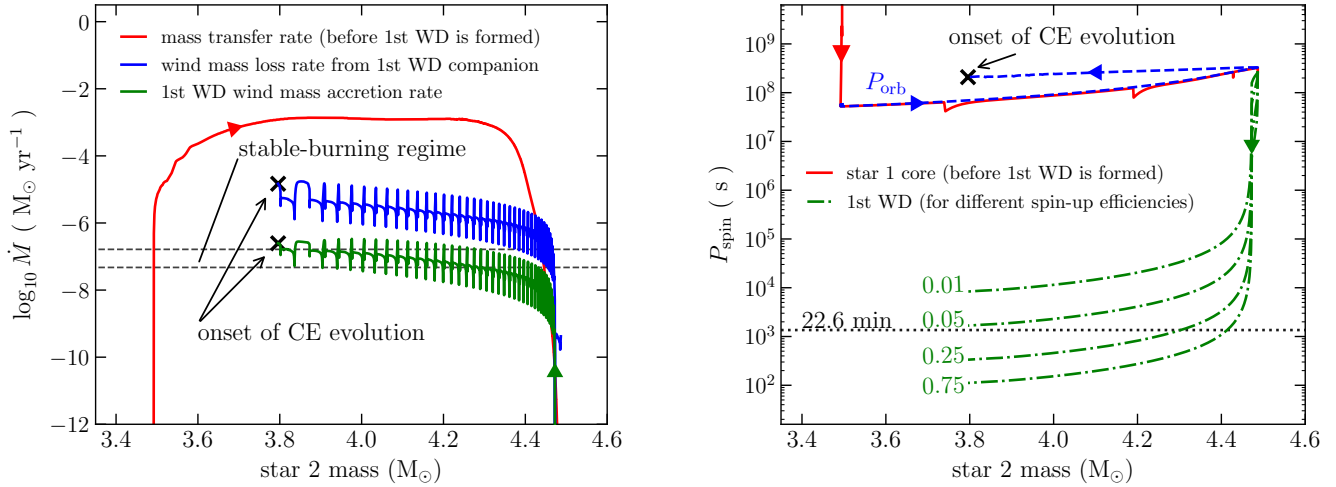 0
−2
−4
−6
−8
−10
−12
log₁₀ Ṁ ( M⊙ yr⁻¹)
mass transfer rate (before 1st WD is formed)
wind mass loss rate from 1st WD companion
1st WD wind mass accretion rate
stable-burning regime
onset of CE evolution
3.4 3.6 3.8 4.0 4.2 4.4 4.6
star 2 mass (M⊙)
10⁹
10⁸
10⁷
10⁶
10⁵
10⁴
10³
10²
P_spin ( s)
onset of CE evolution
P_orb
star 1 core (before 1st WD is formed)
1st WD (for different spin-up efficiencies)
0.01
0.05
22.6 min
0.25
0.75
3.4 3.6 3.8 4.0 4.2 4.4 4.6
star 2 mass (M⊙)